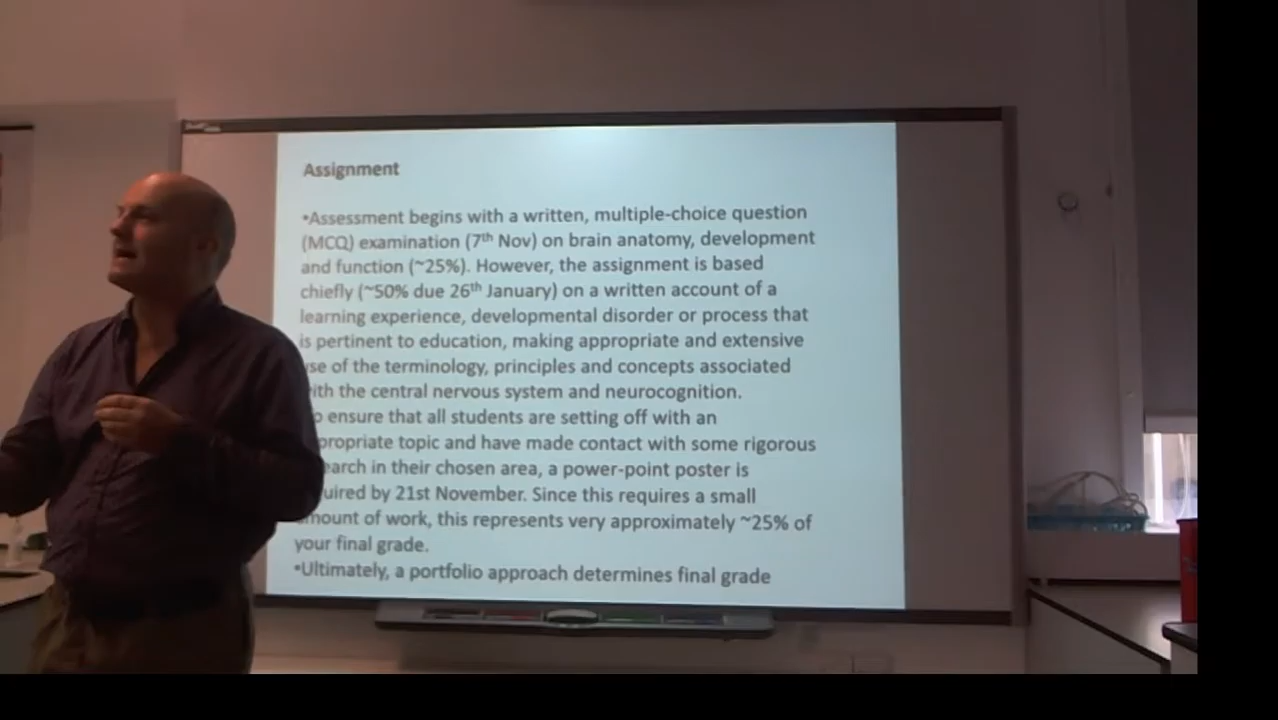 Assignment
•Assessment begins with a written, multiple-choice question
(MCQ) examination (7th Nov) on brain anatomy, development
and function (~25%). However, the assignment is based
chiefly (~50% due 26th January) on a written account of a
learning experience, developmental disorder or process that
is pertinent to education, making appropriate and extensive
se of the terminology, principles and concepts associated
ith the central nervous system and neurocognition.
o ensure that all students are setting off with an
propriate topic and have made contact with some rigorous
earch in their chosen area, a power-point poster is
uired by 21st November. Since this requires a small
mount of work, this represents very approximately ~25% of
your final grade.
•Ultimately, a portfolio approach determines final grade